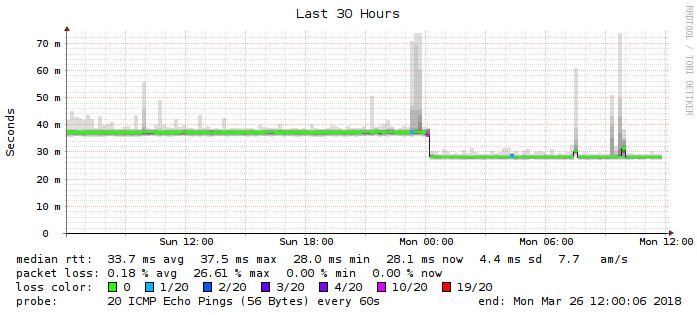 Last 30 Hours
RRDTOOL / TOBI OETIKER
Seconds
70 m
60 m
50 m
40 m
30 m
20 m
10 m
0
Sun 12:00 Sun 18:00 Mon 00:00 Mon 06:00 Mon 12:00
median rtt: 33.7 ms avg 37.5 ms max 28.0 ms min 28.1 ms now 4.4 ms sd 7.7 am/s
packet loss: 0.18 % avg 26.61 % max 0.00 % min 0.00 % now
loss color: 0 1/20 2/20 3/20 4/20 10/20 19/20
probe: 20 ICMP Echo Pings (56 Bytes) every 60s end: Mon Mar 26 12:00:06 2018